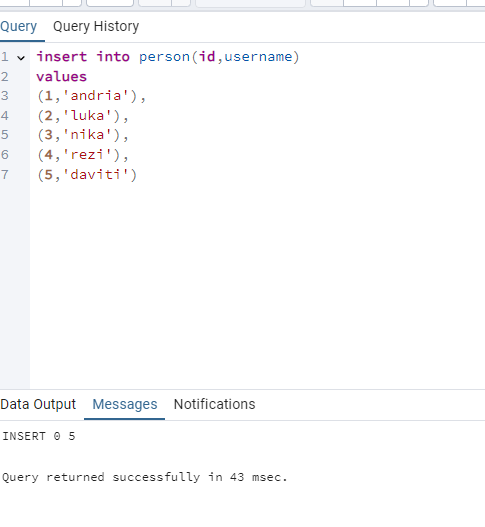 Query Query History
1 insert into person(id,username)
2 values
3 (1,'andria'),
4 (2,'luka'),
5 (3,'nika'),
6 (4,'rezi'),
7 (5,'daviti')
Data Output Messages Notifications
INSERT 0 5
Query returned successfully in 43 msec.